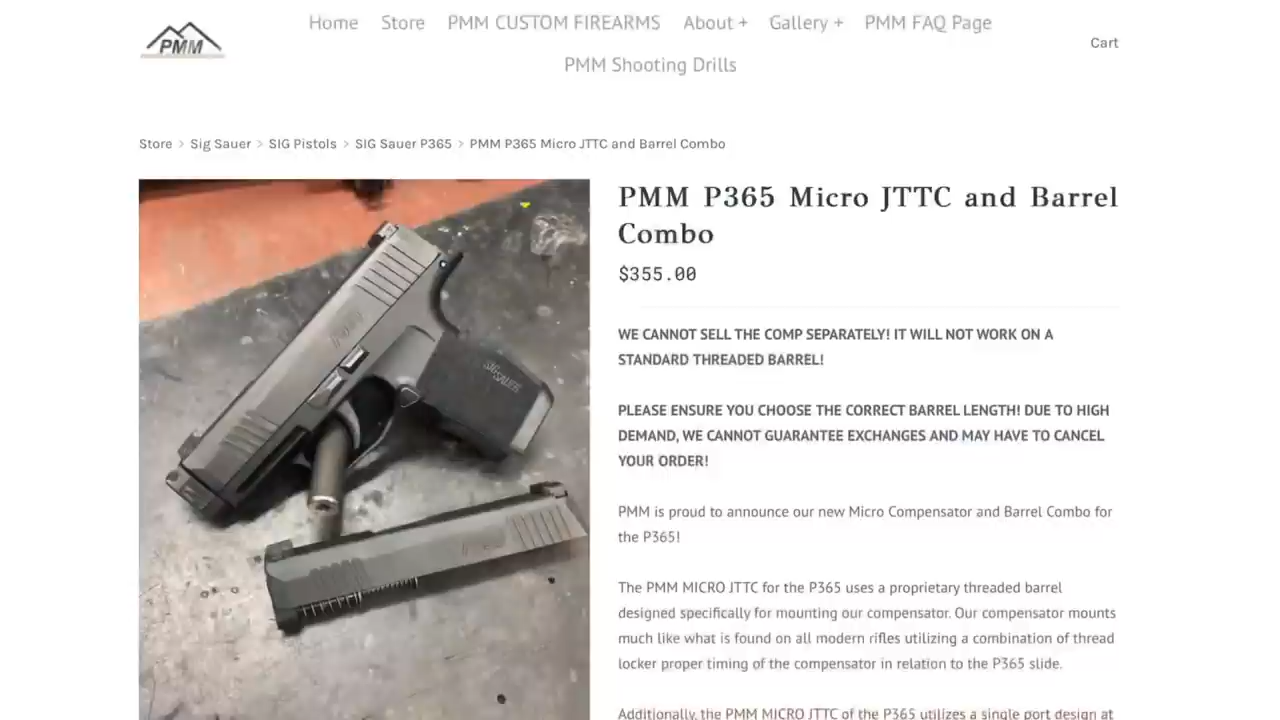 PMM
Home Store PMM CUSTOM FIREARMS About + Gallery + PMM FAQ Page
PMM Shooting Drills
Cart
Store > Sig Sauer > SIG Pistols > SIG Sauer P365 > PMM P365 Micro JTTC and Barrel Combo
SIG SAUER
PMM P365 Micro JTTC and Barrel
Combo
$355.00
WE CANNOT SELL THE COMP SEPARATELY! IT WILL NOT WORK ON A
STANDARD THREADED BARREL!
PLEASE ENSURE YOU CHOOSE THE CORRECT BARREL LENGTH! DUE TO HIGH
DEMAND, WE CANNOT GUARANTEE EXCHANGES AND MAY HAVE TO CANCEL
YOUR ORDER!
PMM is proud to announce our new Micro Compensator and Barrel Combo for
the P365!
The PMM MICRO JTTC for the P365 uses a proprietary threaded barrel
designed specifically for mounting our compensator. Our compensator mounts
much like what is found on all modern rifles utilizing a combination of thread
locker proper timing of the compensator in relation to the P365 slide.
Additionally, the PMM MICRO JTTC of the P365 utilizes a single port design at